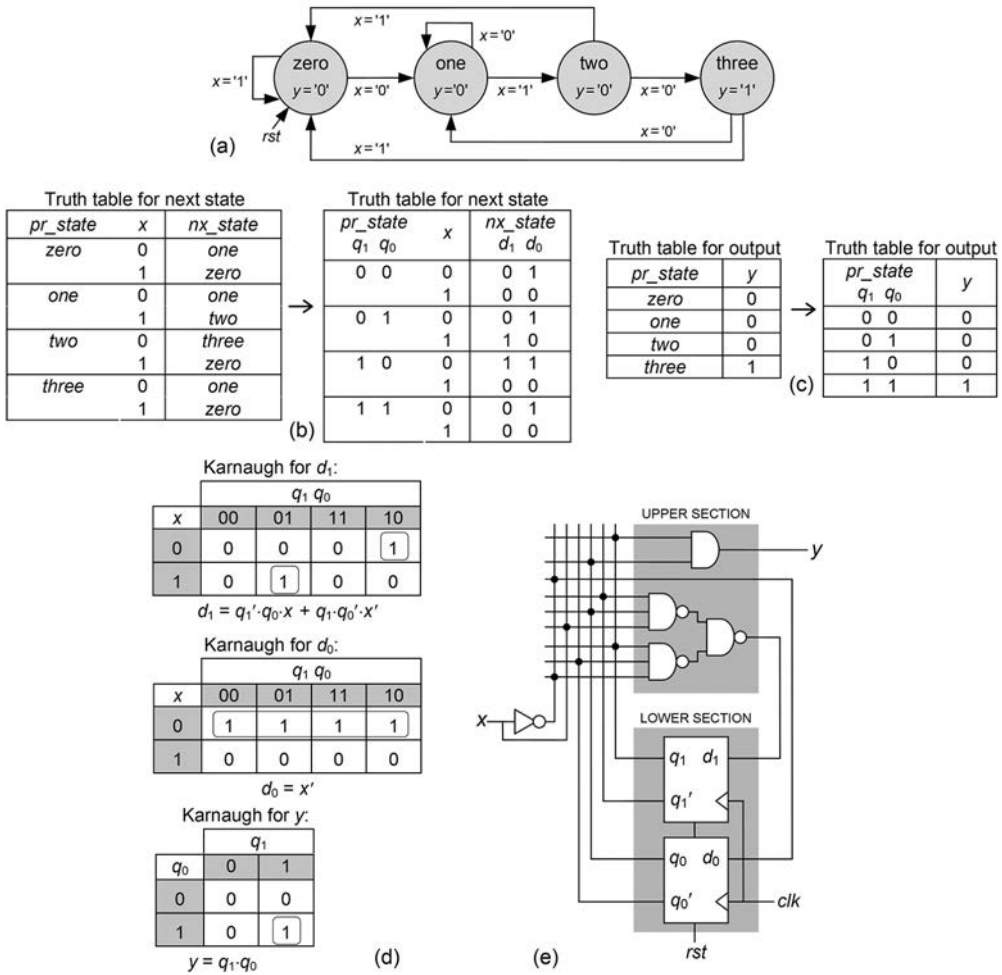 x='1'
x='0'
zero
one
two
three
y='0'
y='0'
y='0'
y='1'
x='1'
x='0'
x='1'
x='0'
rst
x='0'
x='1'
(a)
Truth table for next state
pr_state x nx_state
zero 0 one
1 zero
one 0 one
1 two
two 0 three
1 zero
three 0 one
1 zero
(b)
Truth table for next state
pr_state x nx_state
q₁ q₀ d₁ d₀
0 0 0 0 1
1 0 0
0 1 0 0 1
1 1 0
1 0 0 1 1
1 0 0
1 1 0 0 1
1 0 0
Truth table for output
pr_state y
zero 0
one 0
two 0
three 1
(c)
Truth table for output
pr_state y
q₁ q₀
0 0 0
0 1 0
1 0 0
1 1 1
Karnaugh for d₁:
q₁ q₀
x 00 01 11 10
0 0 0 0 1
1 0 1 0 0
d₁ = q₁'·q₀·x + q₁·q₀'·x'
Karnaugh for d₀:
q₁ q₀
x 00 01 11 10
0 1 1 1 1
1 0 0 0 0
d₀ = x'
Karnaugh for y:
q₁
q₀ 0 1
0 0 0
1 0 1
y = q₁·q₀
(d)
UPPER SECTION
y
x
LOWER SECTION
q₁ d₁
q₁'
q₀ d₀
q₀'
clk
rst
(e)